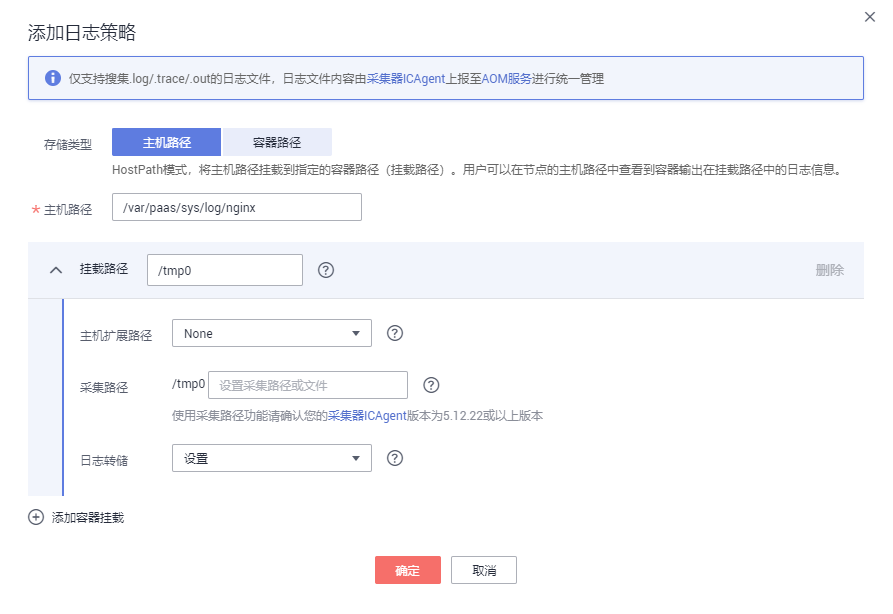 添加日志策略
仅支持搜集.log/.trace/.out的日志文件，日志文件内容由采集器ICAgent上报至AOM服务进行统一管理
存储类型 主机路径 容器路径
HostPath模式，将主机路径挂载到指定的容器路径（挂载路径）。用户可以在节点的主机路径中查看到容器输出在挂载路径中的日志信息。
* 主机路径 /var/paas/sys/log/nginx
挂载路径 /tmp0 删除
主机扩展路径 None
采集路径 /tmp0 设置采集路径或文件
使用采集路径功能请确认您的采集器ICAgent版本为5.12.22或以上版本
日志转储 设置
添加容器挂载
确定 取消